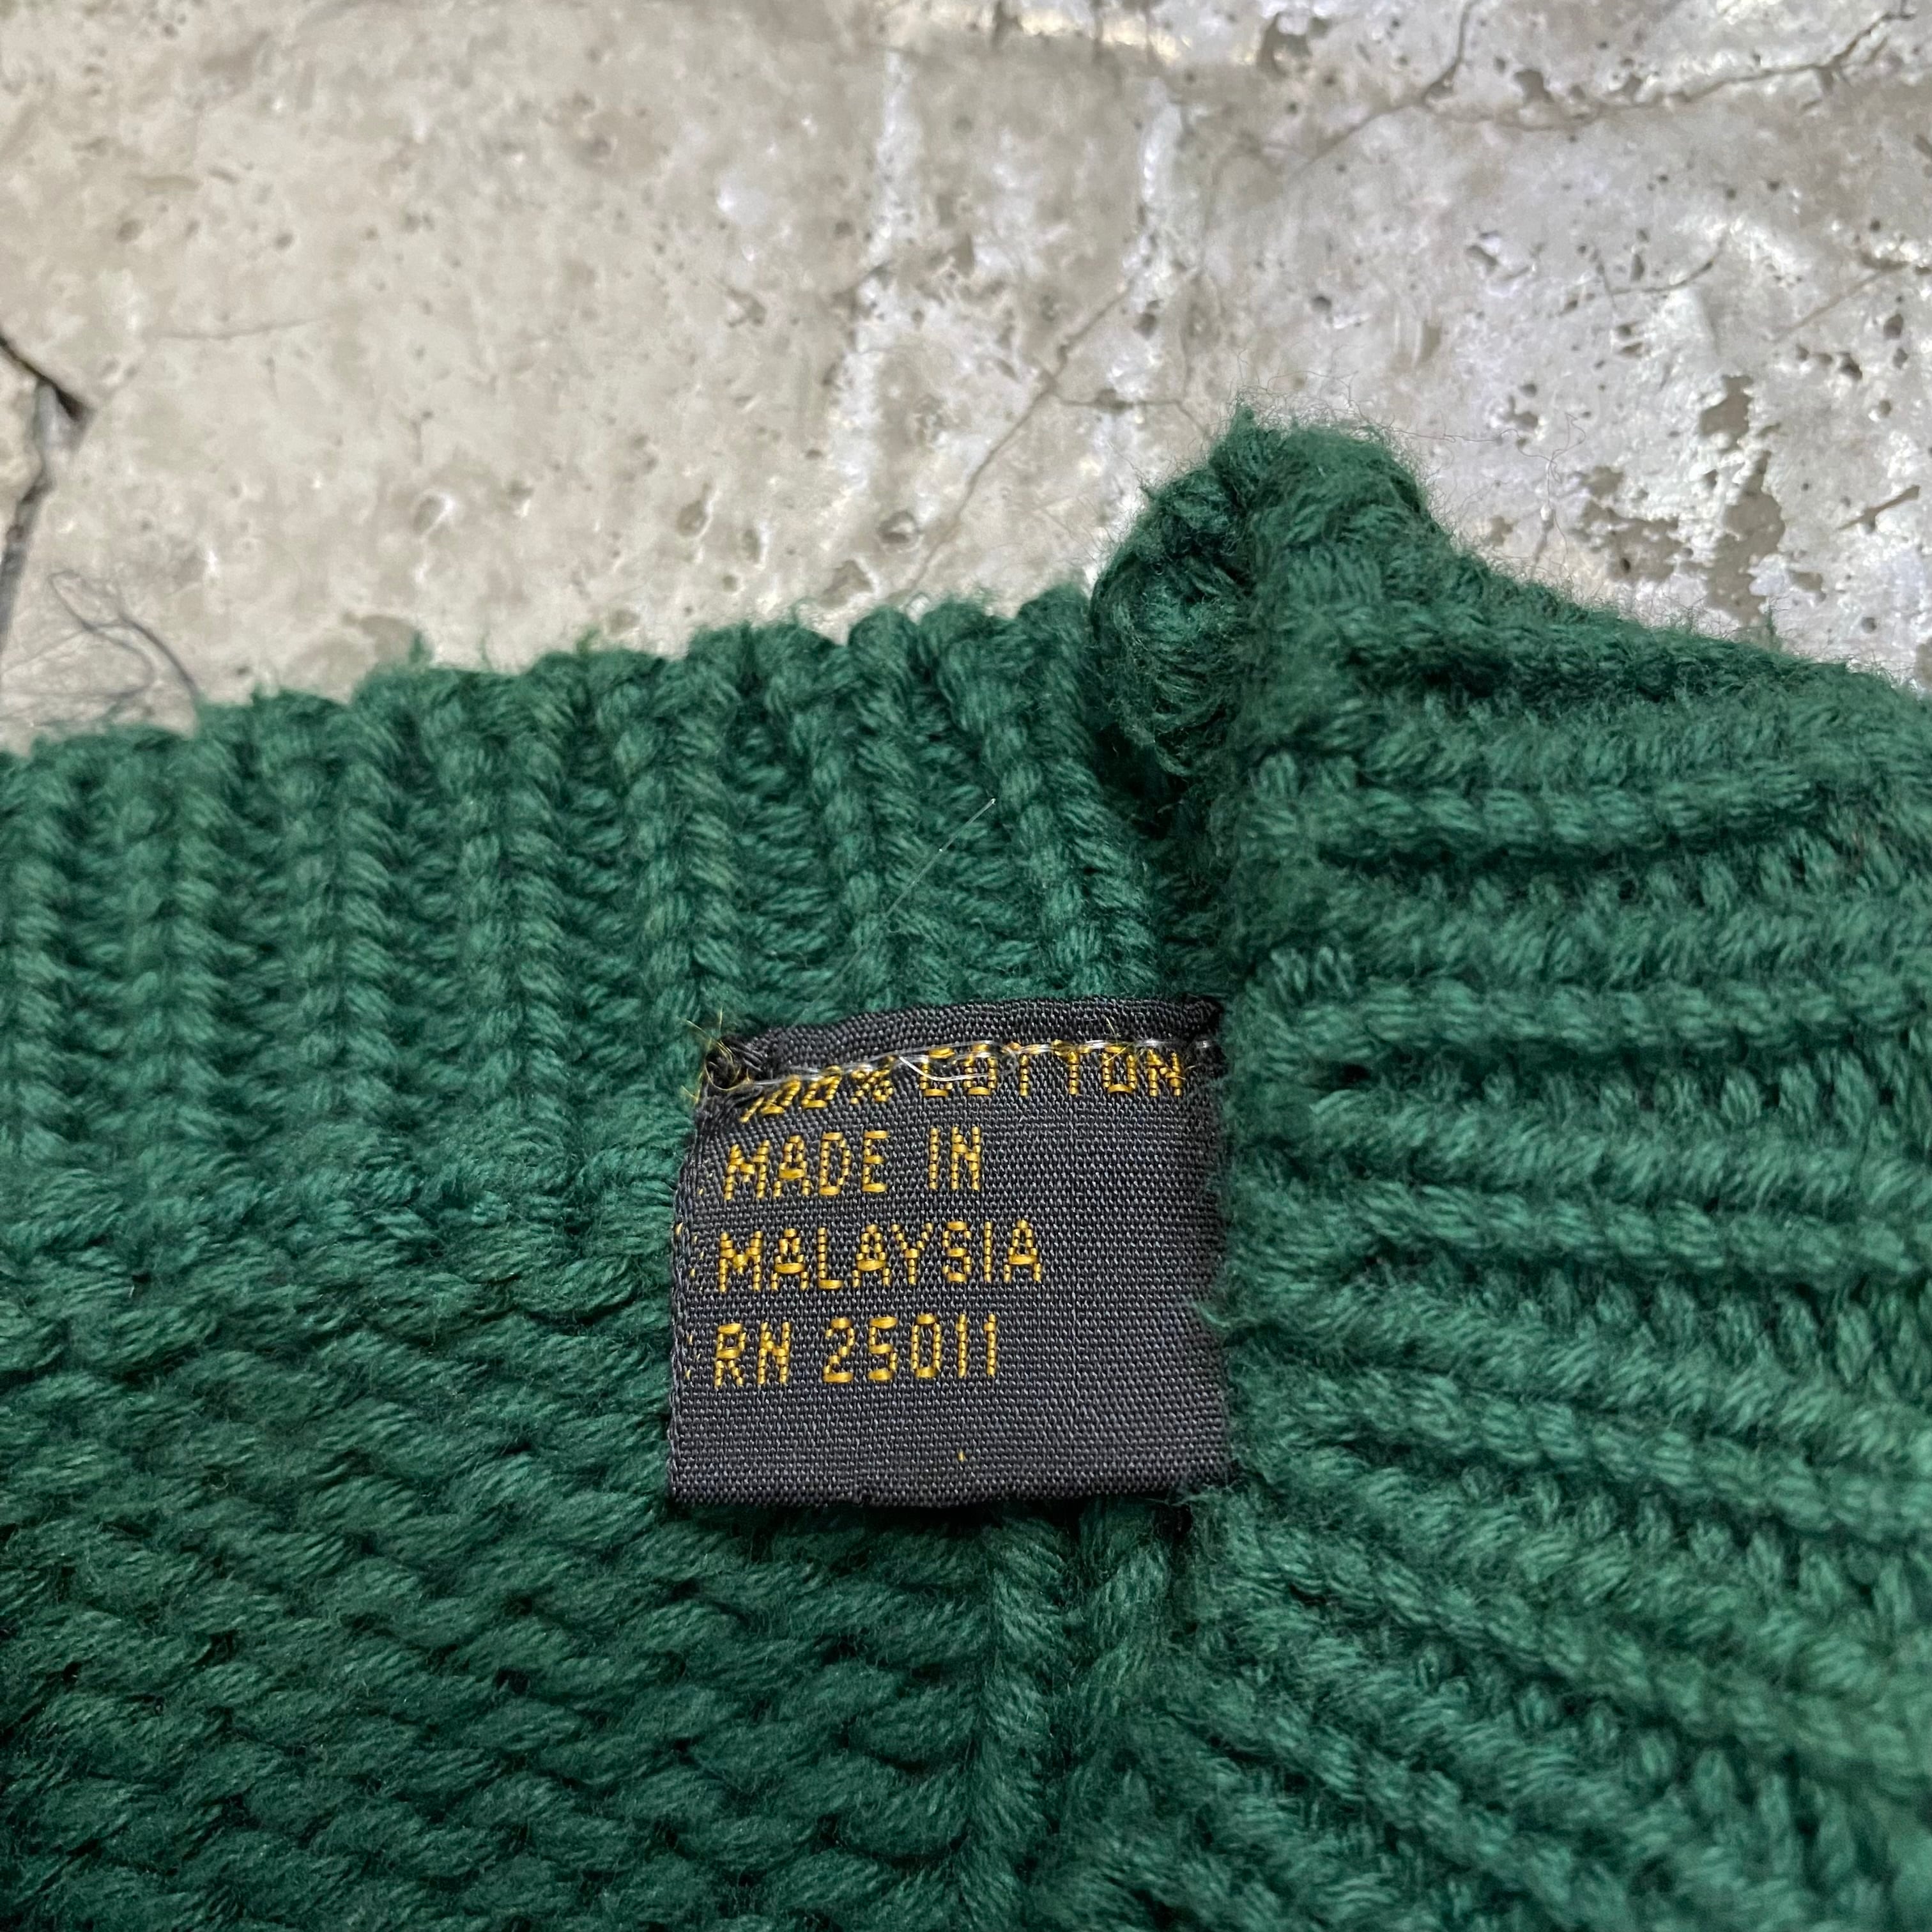 100% COTTON
MADE IN
MALAYSIA
RN 25011